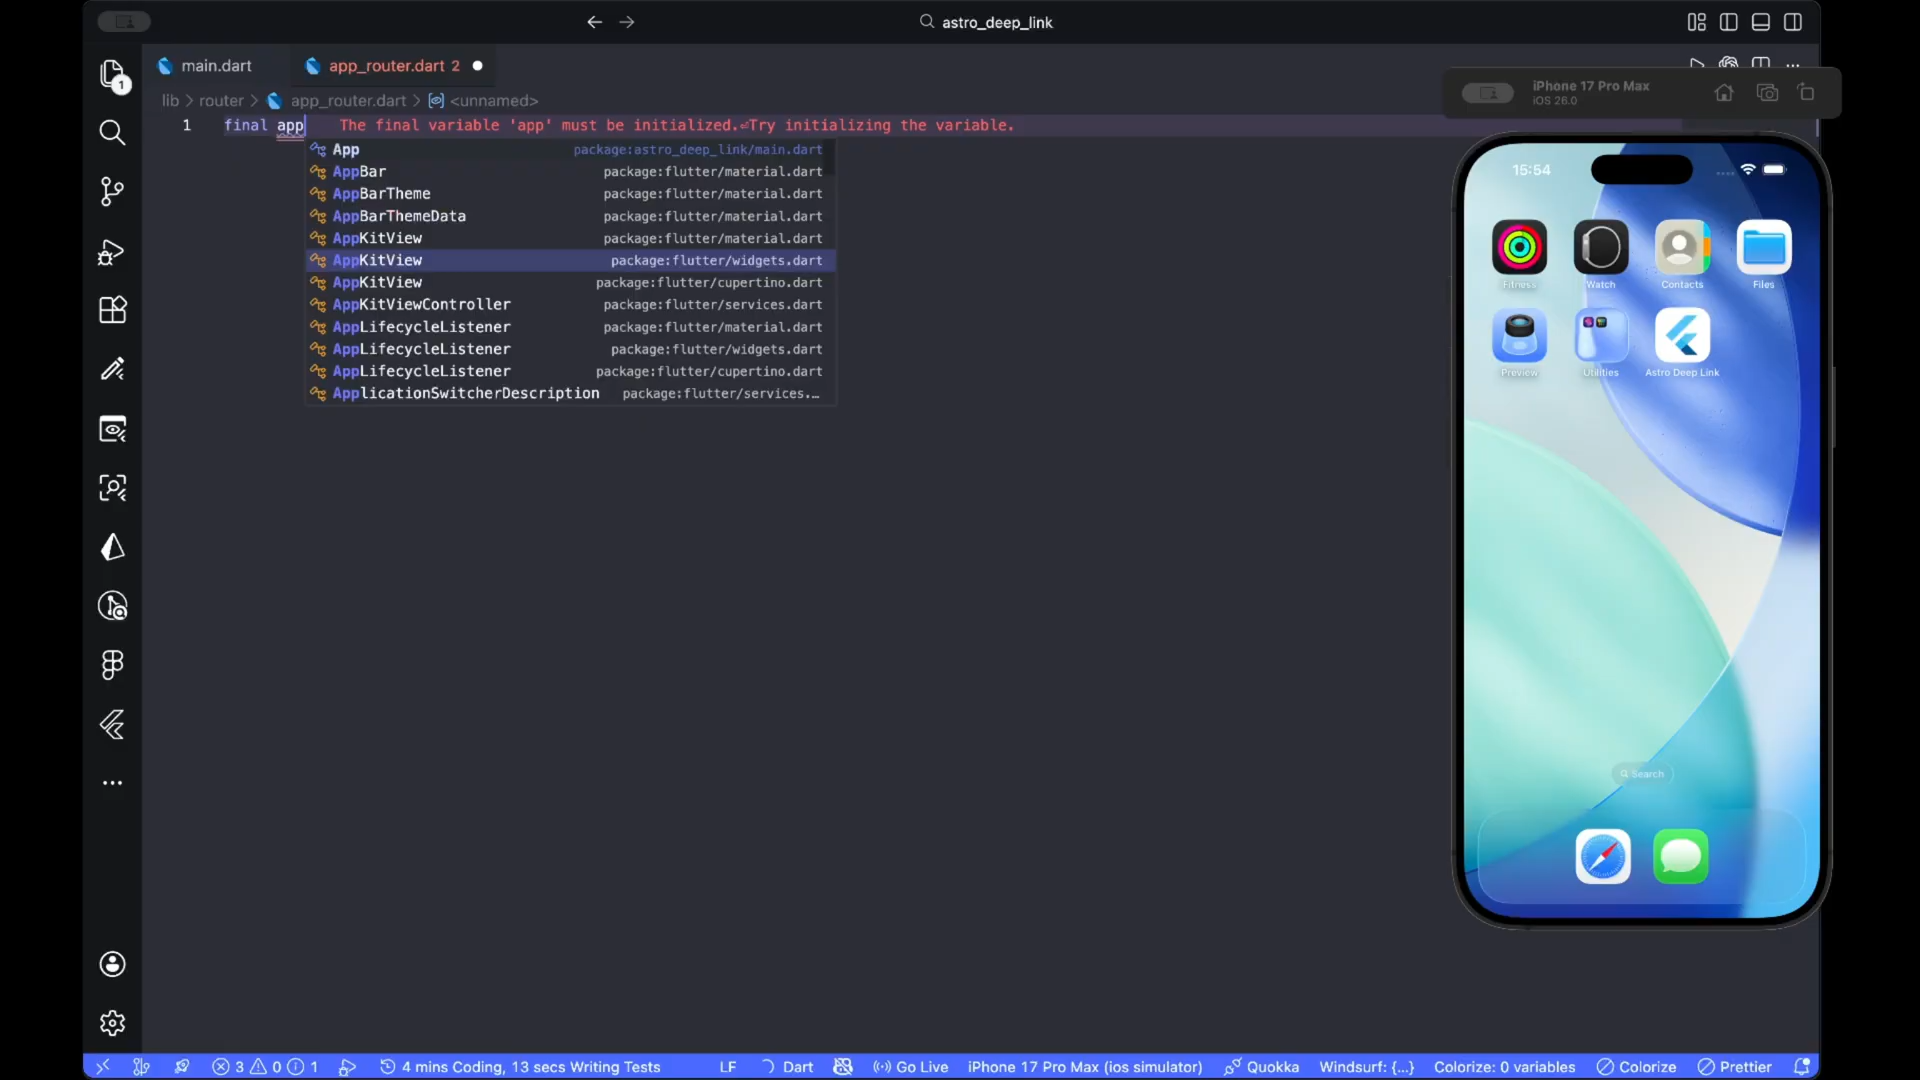 astro_deep_link
main.dart
app_router.dart 2
lib > router > app_router.dart > <unnamed>
1 final app The final variable 'app' must be initialized.⏎Try initializing the variable.
App package:astro_deep_link/main.dart
AppBar package:flutter/material.dart
AppBarTheme package:flutter/material.dart
AppBarThemeData package:flutter/material.dart
AppKitView package:flutter/material.dart
AppKitView package:flutter/widgets.dart
AppKitView package:flutter/cupertino.dart
AppKitViewController package:flutter/services.dart
AppLifecycleListener package:flutter/material.dart
AppLifecycleListener package:flutter/widgets.dart
AppLifecycleListener package:flutter/cupertino.dart
ApplicationSwitcherDescription package:flutter/services.…
1
iPhone 17 Pro Max
iOS 26.0
15:54
Fitness Watch Contacts Files
Preview Utilities Astro Deep Link
Search
3 0 1 4 mins Coding, 13 secs Writing Tests LF Dart Go Live iPhone 17 Pro Max (ios simulator) Quokka Windsurf: {...} Colorize: 0 variables Colorize Prettier